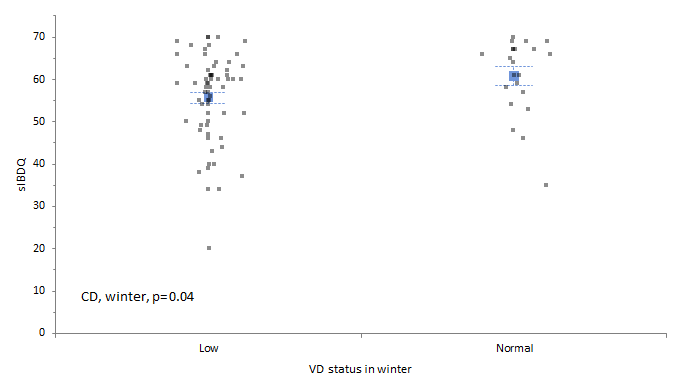 70
60
50
sIBDQ
40
30
20
10
0
CD, winter, p=0.04
Low
Normal
VD status in winter